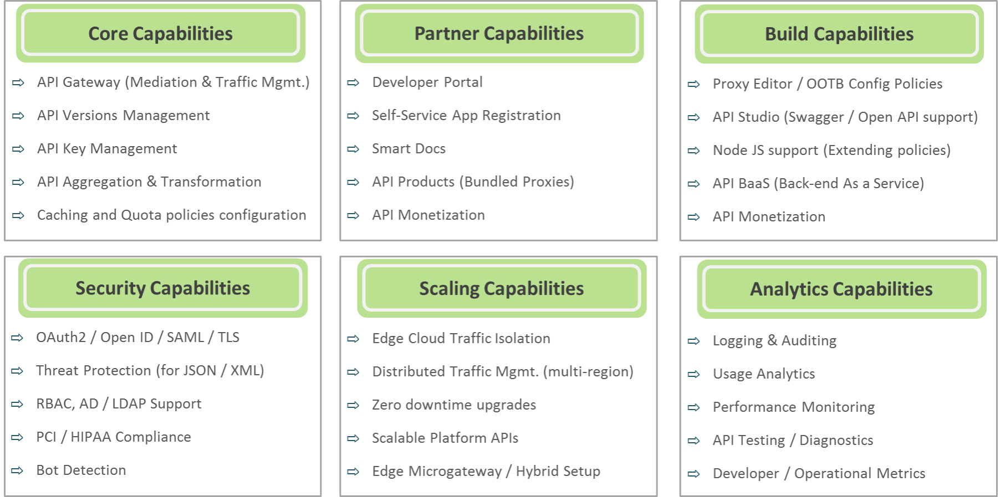 Core Capabilities
API Gateway (Mediation & Traffic Mgmt.)
API Versions Management
API Key Management
API Aggregation & Transformation
Caching and Quota policies configuration
Partner Capabilities
Developer Portal
Self-Service App Registration
Smart Docs
API Products (Bundled Proxies)
API Monetization
Build Capabilities
Proxy Editor / OOTB Config Policies
API Studio (Swagger / Open API support)
Node JS support (Extending policies)
API BaaS (Back-end As a Service)
API Monetization
Security Capabilities
OAuth2 / Open ID / SAML / TLS
Threat Protection (for JSON / XML)
RBAC, AD / LDAP Support
PCI / HIPAA Compliance
Bot Detection
Scaling Capabilities
Edge Cloud Traffic Isolation
Distributed Traffic Mgmt. (multi-region)
Zero downtime upgrades
Scalable Platform APIs
Edge Microgateway / Hybrid Setup
Analytics Capabilities
Logging & Auditing
Usage Analytics
Performance Monitoring
API Testing / Diagnostics
Developer / Operational Metrics